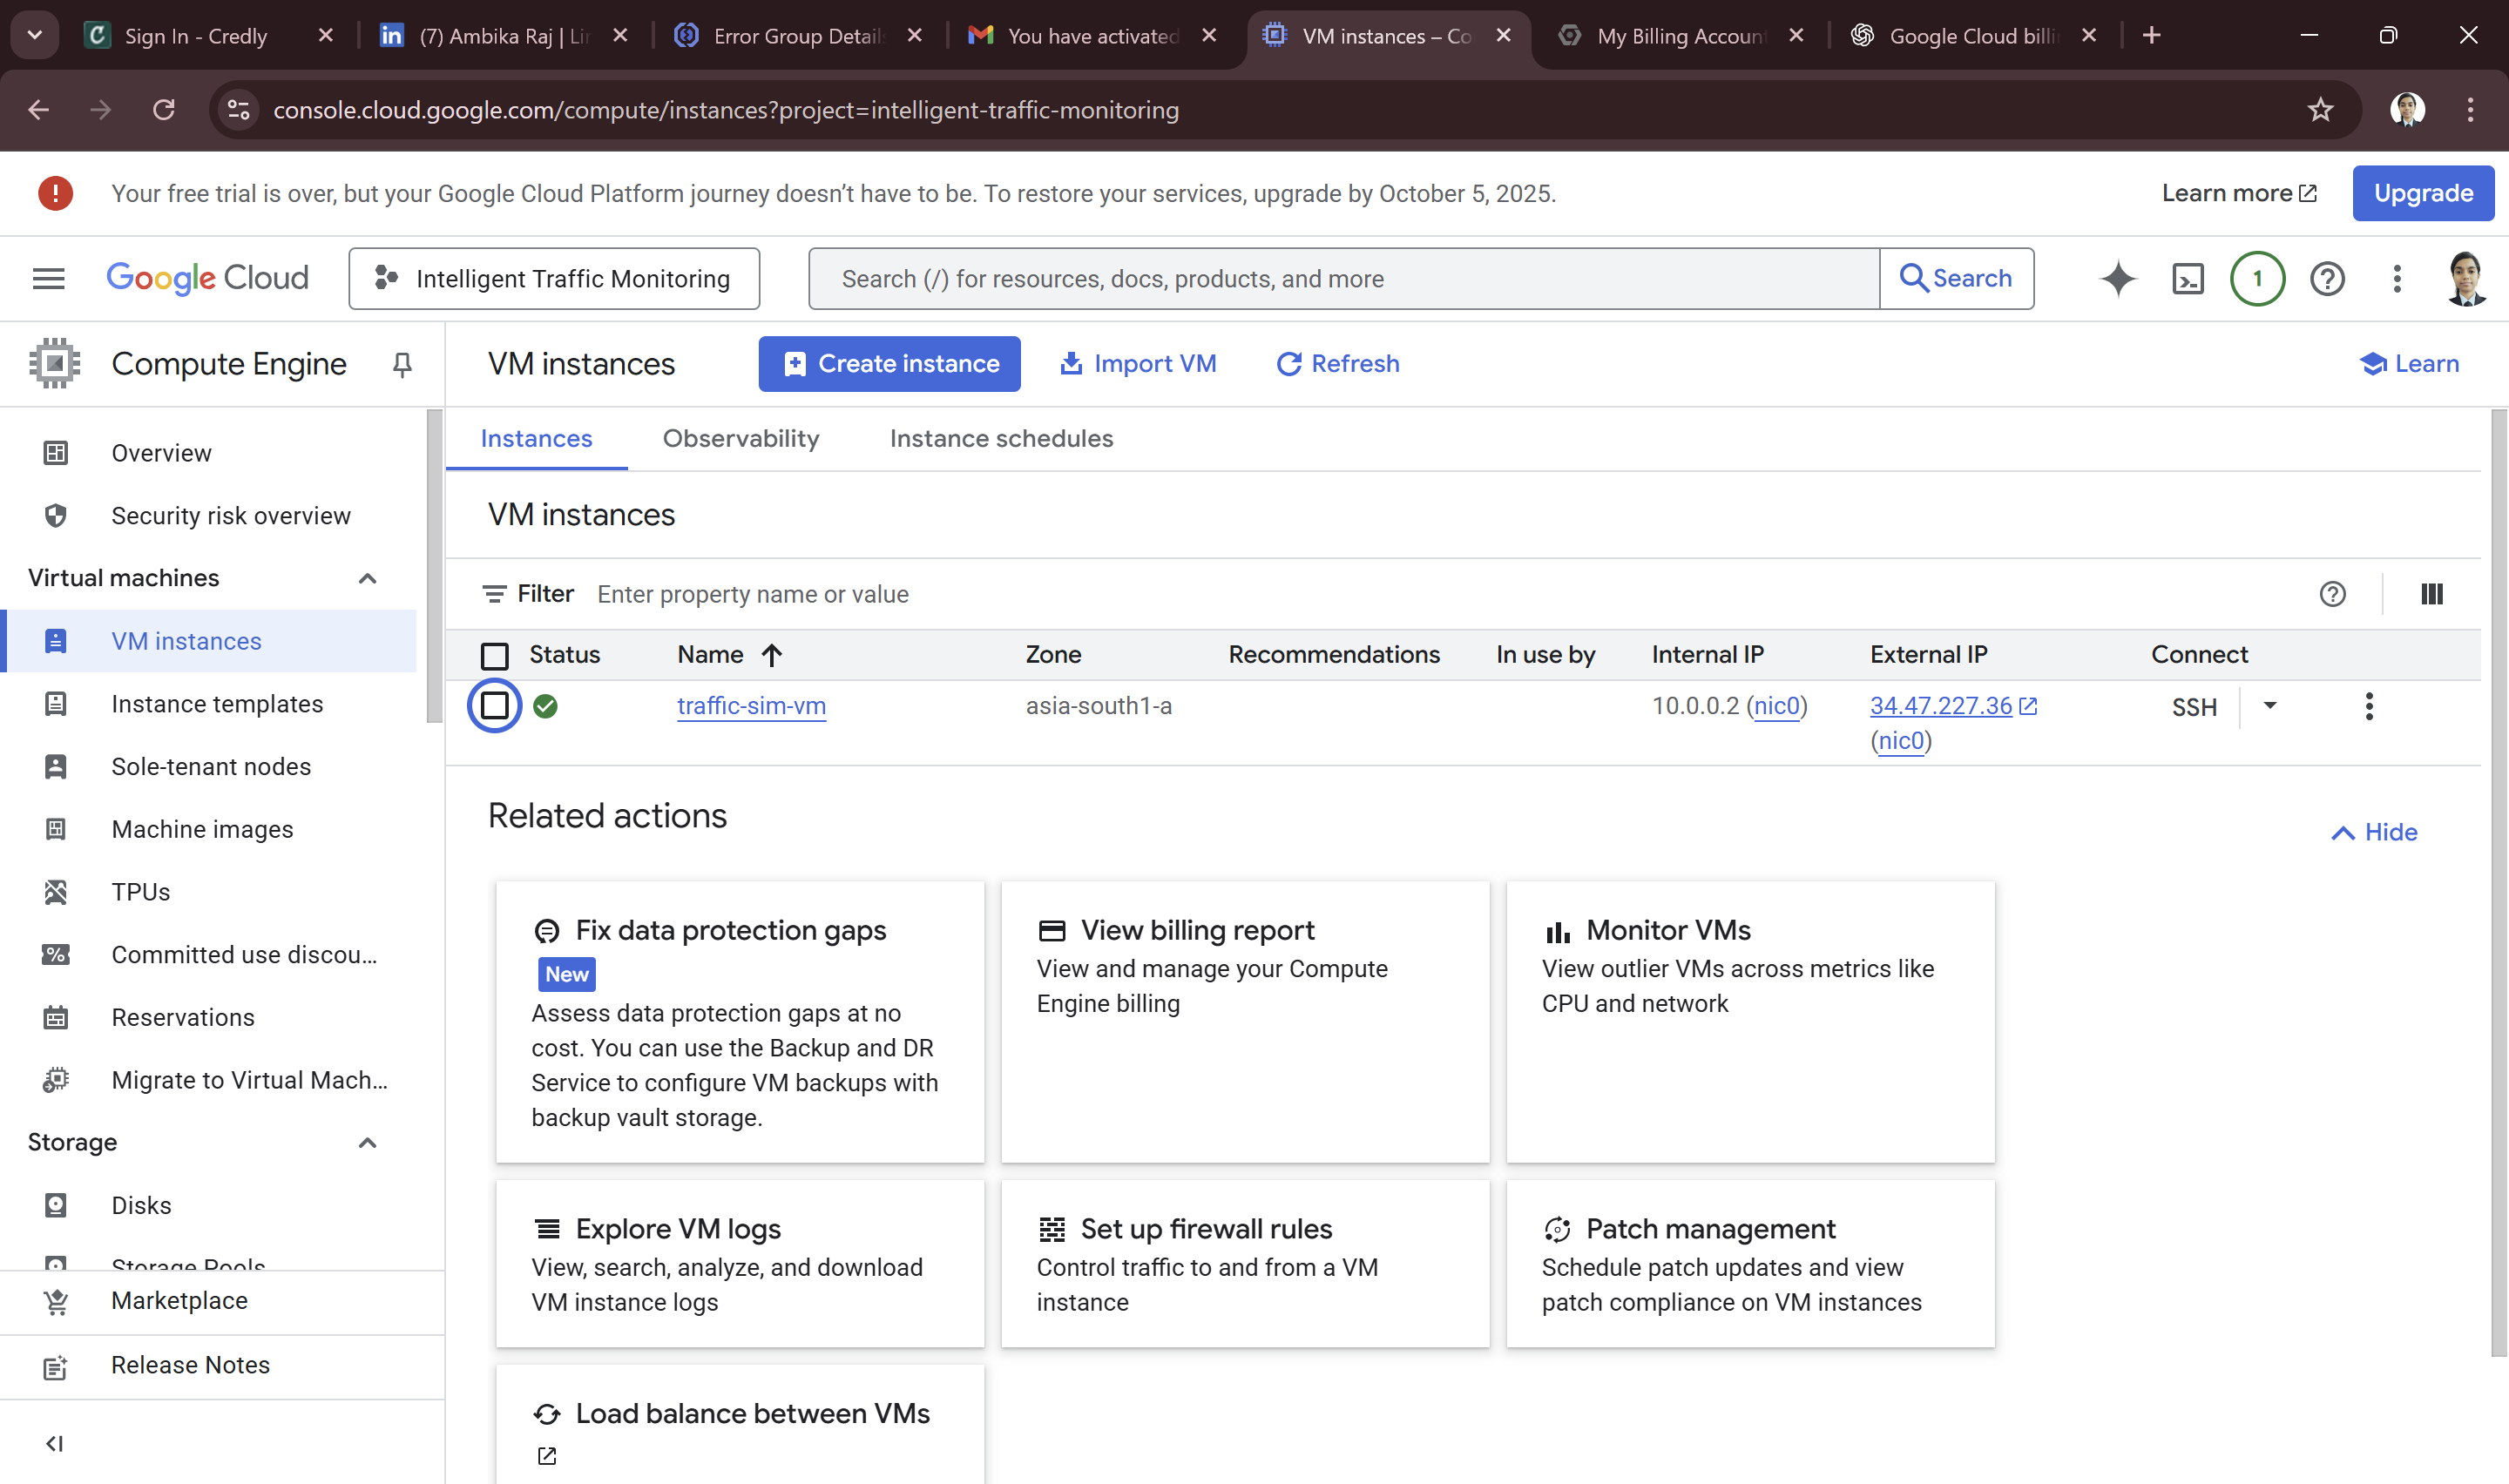 Sign In - Credly
(7) Ambika Raj | Li
Error Group Detail
You have activated
VM instances – Co
My Billing Accoun
Google Cloud billi
console.cloud.google.com/compute/instances?project=intelligent-traffic-monitoring
Your free trial is over, but your Google Cloud Platform journey doesn’t have to be. To restore your services, upgrade by October 5, 2025.
Learn more
Upgrade
Google Cloud
Intelligent Traffic Monitoring
Search (/) for resources, docs, products, and more
Search
1
Compute Engine
VM instances
Create instance
Import VM
Refresh
Learn
Overview
Security risk overview
Virtual machines
VM instances
Instance templates
Sole-tenant nodes
Machine images
TPUs
Committed use discou...
Reservations
Migrate to Virtual Mach...
Storage
Disks
Storage Pools
Marketplace
Release Notes
Instances
Observability
Instance schedules
VM instances
Filter Enter property name or value
Status Name Zone Recommendations In use by Internal IP External IP Connect
traffic-sim-vm asia-south1-a 10.0.0.2 (nic0) 34.47.227.36 SSH
(nic0)
Related actions
Hide
Fix data protection gaps
New
Assess data protection gaps at no
cost. You can use the Backup and DR
Service to configure VM backups with
backup vault storage.
View billing report
View and manage your Compute
Engine billing
Monitor VMs
View outlier VMs across metrics like
CPU and network
Explore VM logs
View, search, analyze, and download
VM instance logs
Set up firewall rules
Control traffic to and from a VM
instance
Patch management
Schedule patch updates and view
patch compliance on VM instances
Load balance between VMs